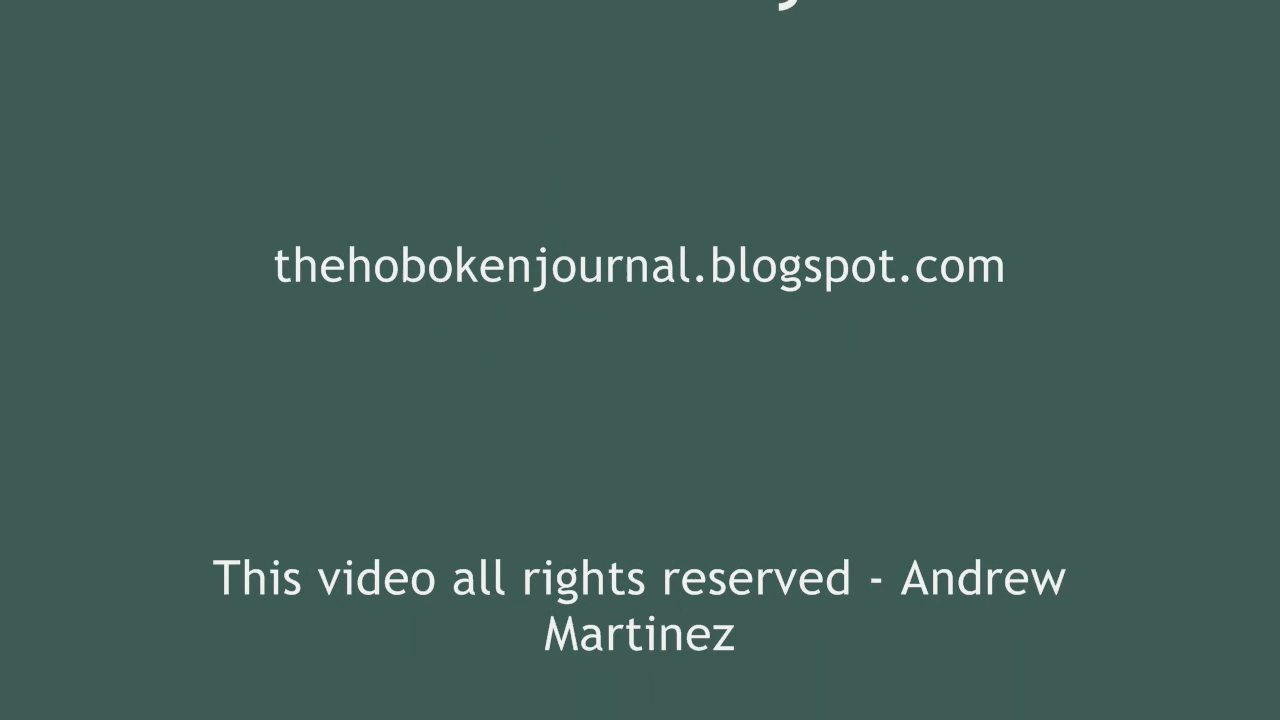 thehobokenjournal.blogspot.com
This video all rights reserved - Andrew
Martinez